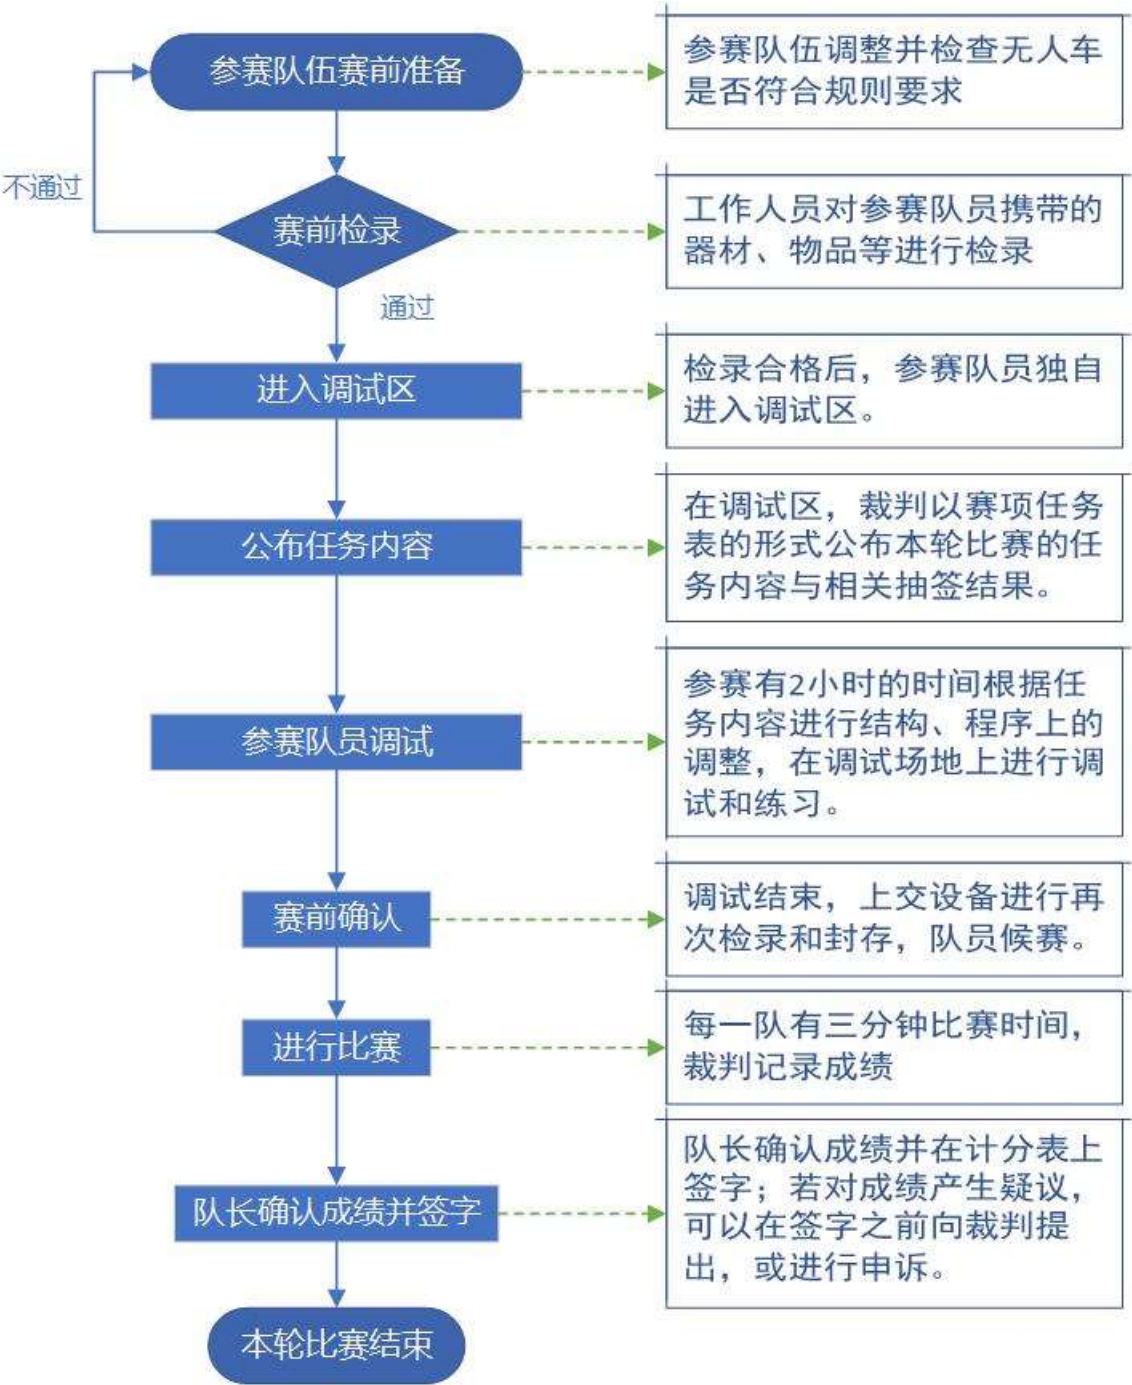 参赛队伍赛前准备
参赛队伍调整并检查无人车
是否符合规则要求
不通过
赛前检录
工作人员对参赛队员携带的
器材、物品等进行检录
通过
进入调试区
检录合格后，参赛队员独自
进入调试区。
公布任务内容
在调试区，裁判以赛项任务
表的形式公布本轮比赛的任
务内容与相关抽签结果。
参赛队员调试
参赛有2小时的时间根据任
务内容进行结构、程序上的
调整，在调试场地上进行调
试和练习。
赛前确认
调试结束，上交设备进行再
次检录和封存，队员候赛。
进行比赛
每一队有三分钟比赛时间，
裁判记录成绩
队长确认成绩并签字
队长确认成绩并在计分表上
签字；若对成绩产生疑议，
可以在签字之前向裁判提
出，或进行申诉。
本轮比赛结束